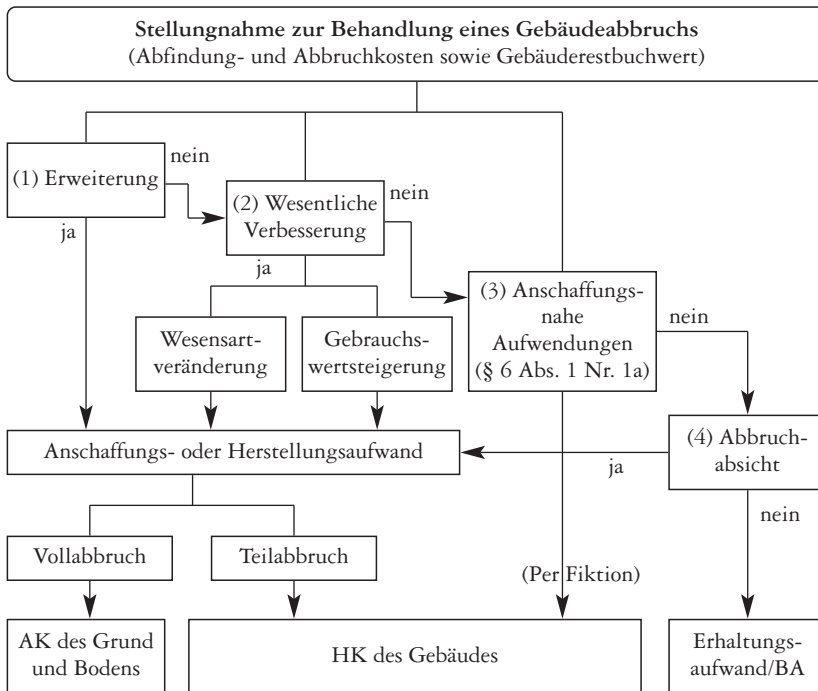 Stellungnahme zur Behandlung eines Gebäudeabbruchs
(Abfindung- und Abbruchkosten sowie Gebäuderestbuchwert)
(1) Erweiterung
nein
ja
(2) Wesentliche
Verbesserung
nein
ja
(3) Anschaffungs-
nahe
Aufwendungen
(§ 6 Abs. 1 Nr. 1a)
nein
Wesensart-
veränderung
Gebrauchs-
wertsteigerung
(4) Abbruch-
absicht
ja
nein
Anschaffungs- oder Herstellungsaufwand
Vollabbruch
Teilabbruch
(Per Fiktion)
AK des Grund
und Bodens
HK des Gebäudes
Erhaltungs-
aufwand/BA